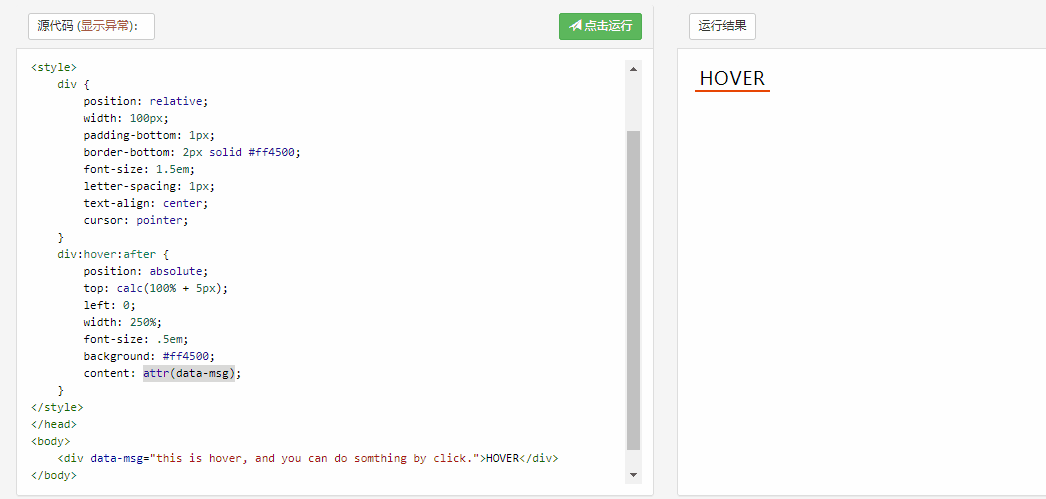 源代码 (显示异常):
点击运行
运行结果
<style>
div {
position: relative;
width: 100px;
padding-bottom: 1px;
border-bottom: 2px solid #ff4500;
font-size: 1.5em;
letter-spacing: 1px;
text-align: center;
cursor: pointer;
}
div:hover:after {
position: absolute;
top: calc(100% + 5px);
left: 0;
width: 250%;
font-size: .5em;
background: #ff4500;
content: attr(data-msg);
}
</style>
</head>
<body>
<div data-msg="this is hover, and you can do somthing by click.">HOVER</div>
</body>
HOVER